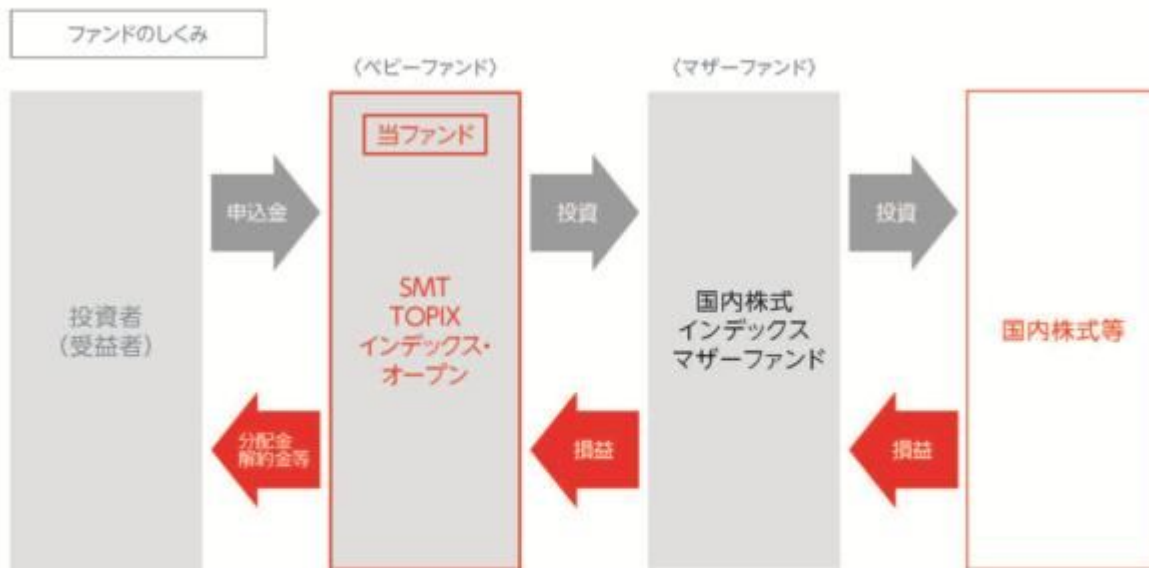 ファンドのしくみ
〈ベビーファンド〉
〈マザーファンド〉
投資者
（受益者）
申込金
分配金
解約金等
当ファンド
SMT
TOPIX
インデックス・
オープン
投資
損益
国内株式
インデックス
マザーファンド
投資
損益
国内株式等